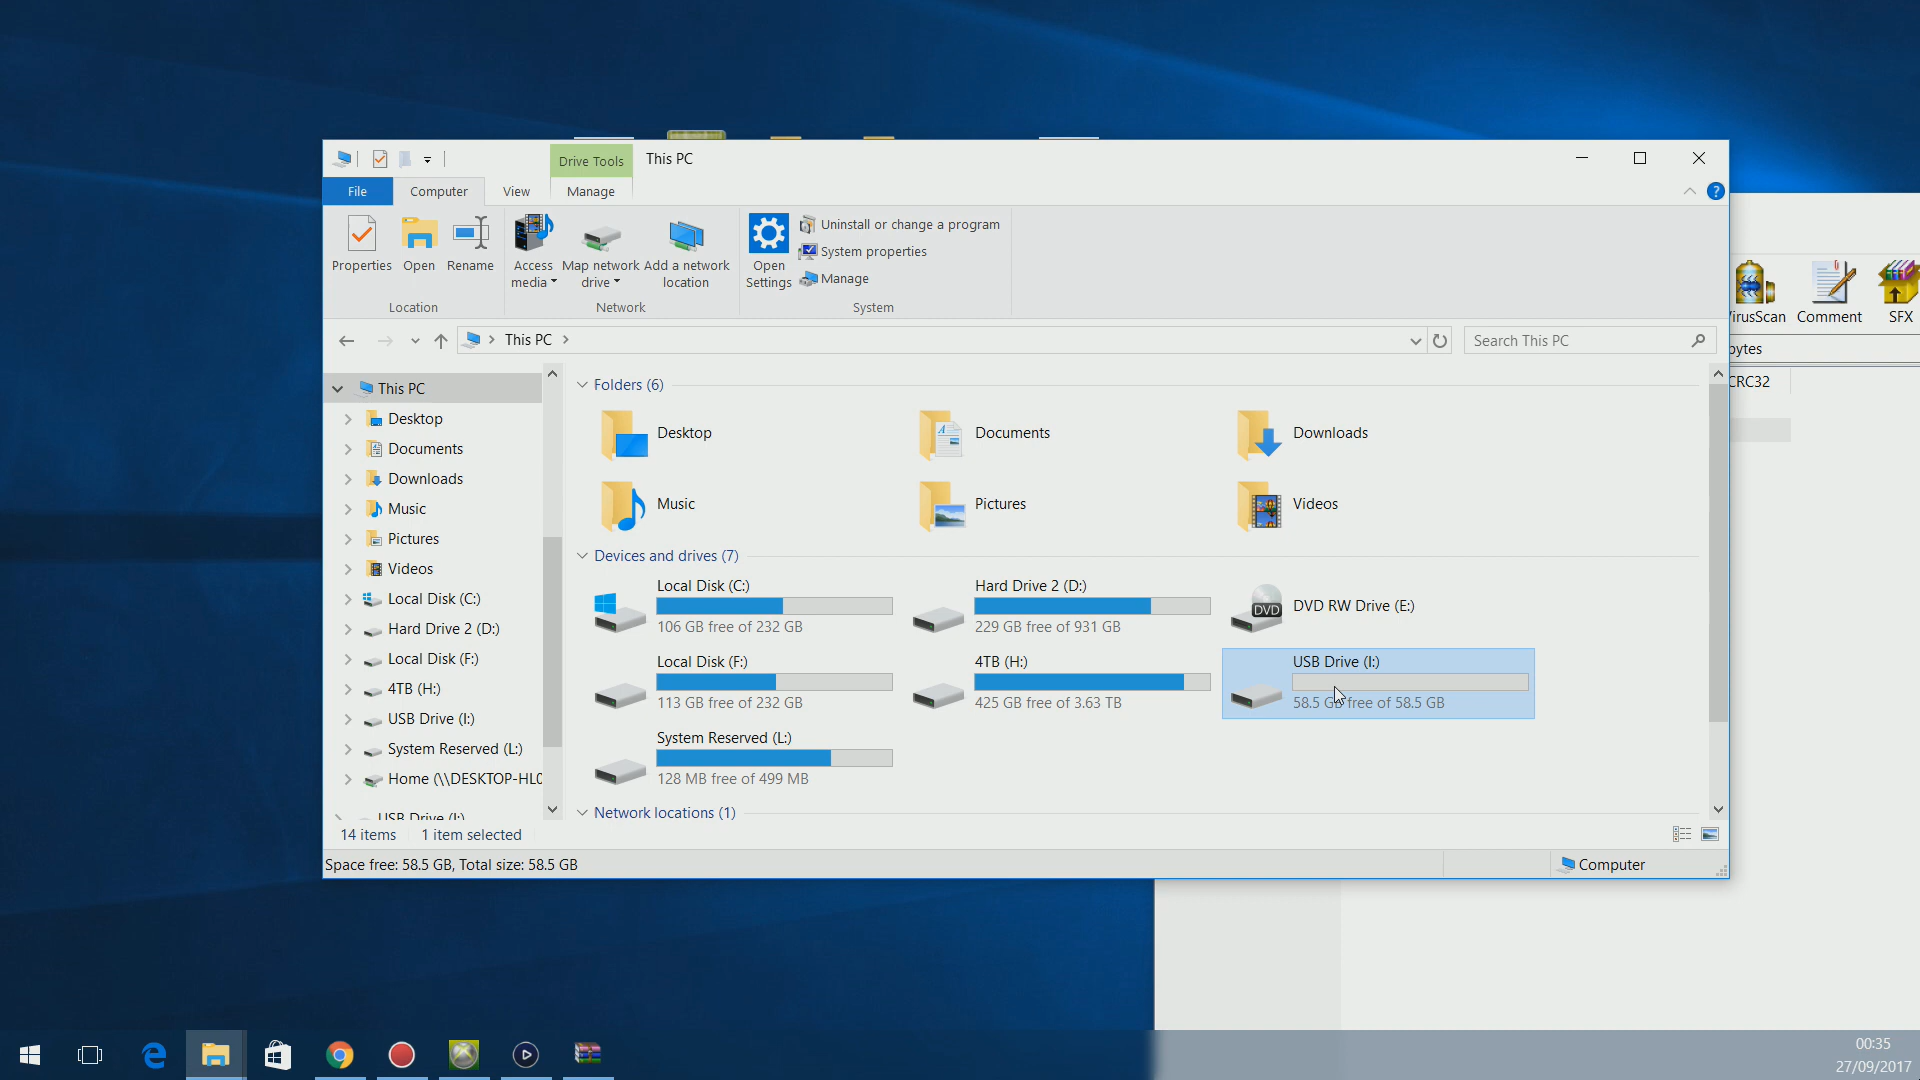 Drive Tools
This PC
File
Computer
View
Manage
Properties
Open
Rename
Access media
Map network drive
Add a network location
Open Settings
Uninstall or change a program
System properties
Manage
Location
Network
System
This PC
Search This PC
VirusScan
Comment
SFX
bytes
CRC32
This PC
Desktop
Documents
Downloads
Music
Pictures
Videos
Local Disk (C:)
Hard Drive 2 (D:)
Local Disk (F:)
4TB (H:)
USB Drive (I:)
System Reserved (L:)
Home (\\DESKTOP-HL0
USB Drive (I:)
Folders (6)
Desktop
Documents
Downloads
Music
Pictures
Videos
Devices and drives (7)
Local Disk (C:)
106 GB free of 232 GB
Hard Drive 2 (D:)
229 GB free of 931 GB
DVD
DVD RW Drive (E:)
Local Disk (F:)
113 GB free of 232 GB
4TB (H:)
425 GB free of 3.63 TB
USB Drive (I:)
58.5 GB free of 58.5 GB
System Reserved (L:)
128 MB free of 499 MB
Network locations (1)
14 items
1 item selected
Space free: 58.5 GB, Total size: 58.5 GB
Computer
00:35
27/09/2017